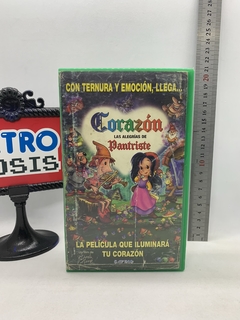 CON TERNURA Y EMOCIÓN, LLEGA...
Corazón
LAS ALEGRÍAS DE
Pantriste
LA PELÍCULA QUE ILUMINARÁ
TU CORAZÓN
TRO
OSIS